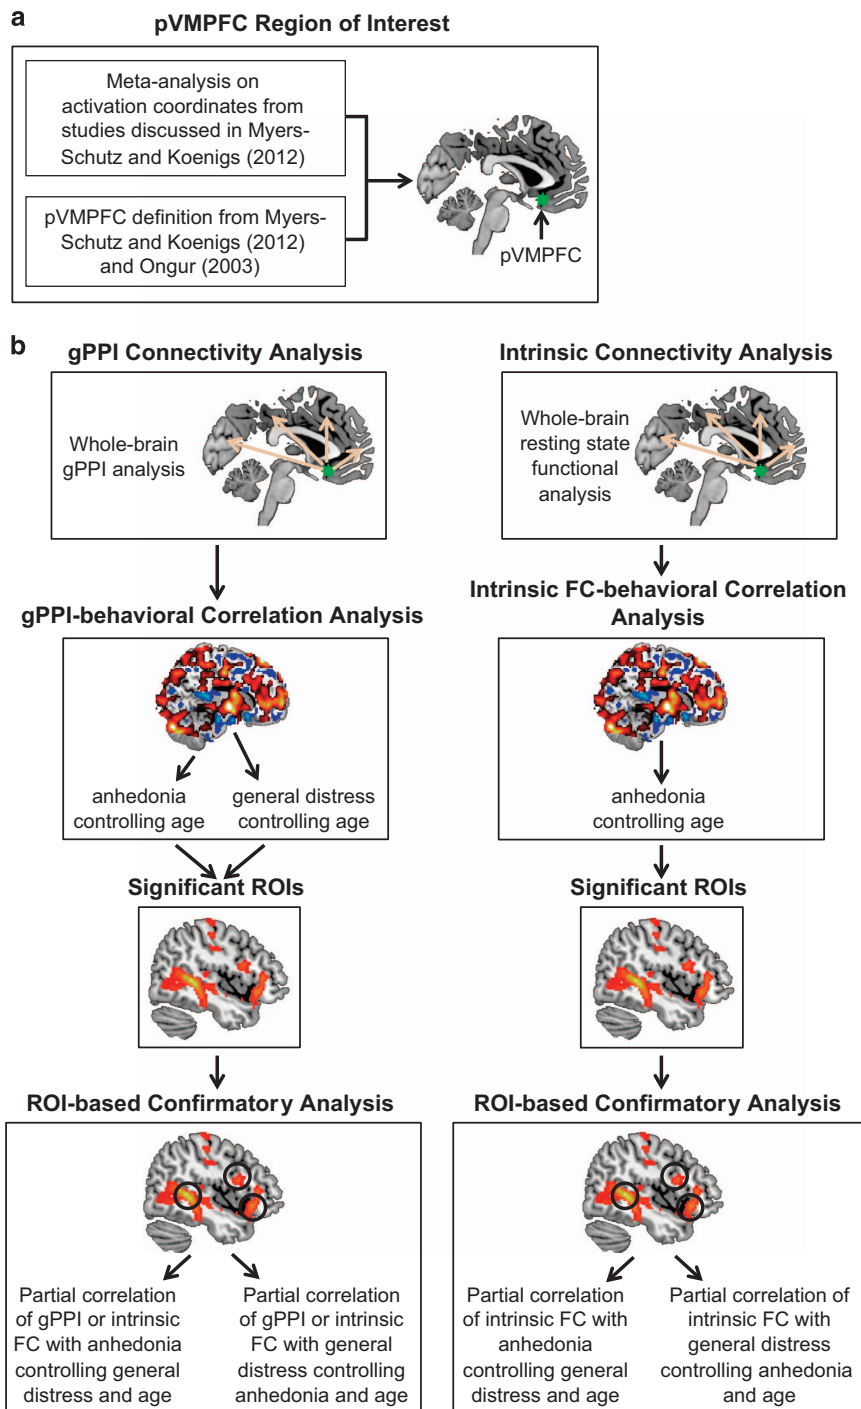 a
pVMPFC Region of Interest
Meta-analysis on
activation coordinates from
studies discussed in Myers-
Schutz and Koenigs (2012)
pVMPFC definition from Myers-
Schutz and Koenigs (2012)
and Ongur (2003)
pVMPFC
b
gPPI Connectivity Analysis
Whole-brain
gPPI analysis
gPPI-behavioral Correlation Analysis
anhedonia
controlling age
general distress
controlling age
Significant ROIs
ROI-based Confirmatory Analysis
Partial correlation
of gPPI or intrinsic
FC with anhedonia
controlling general
distress and age
Partial correlation
of gPPI or intrinsic
FC with general
distress controlling
anhedonia and age
Intrinsic Connectivity Analysis
Whole-brain
resting state
functional
analysis
Intrinsic FC-behavioral Correlation
Analysis
anhedonia
controlling age
Significant ROIs
ROI-based Confirmatory Analysis
Partial correlation
of intrinsic FC with
anhedonia
controlling general
distress and age
Partial correlation of
intrinsic FC with
general distress
controlling anhedonia
and age